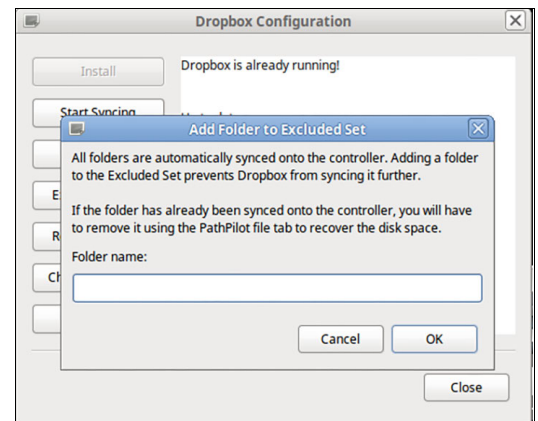 Dropbox Configuration
Install
Dropbox is already running!
Start Syncing
Add Folder to Excluded Set
All folders are automatically synced onto the controller. Adding a folder
to the Excluded Set prevents Dropbox from syncing it further.
If the folder has already been synced onto the controller, you will have
to remove it using the PathPilot file tab to recover the disk space.
Folder name:
E
R
Ch
Cancel
OK
Close